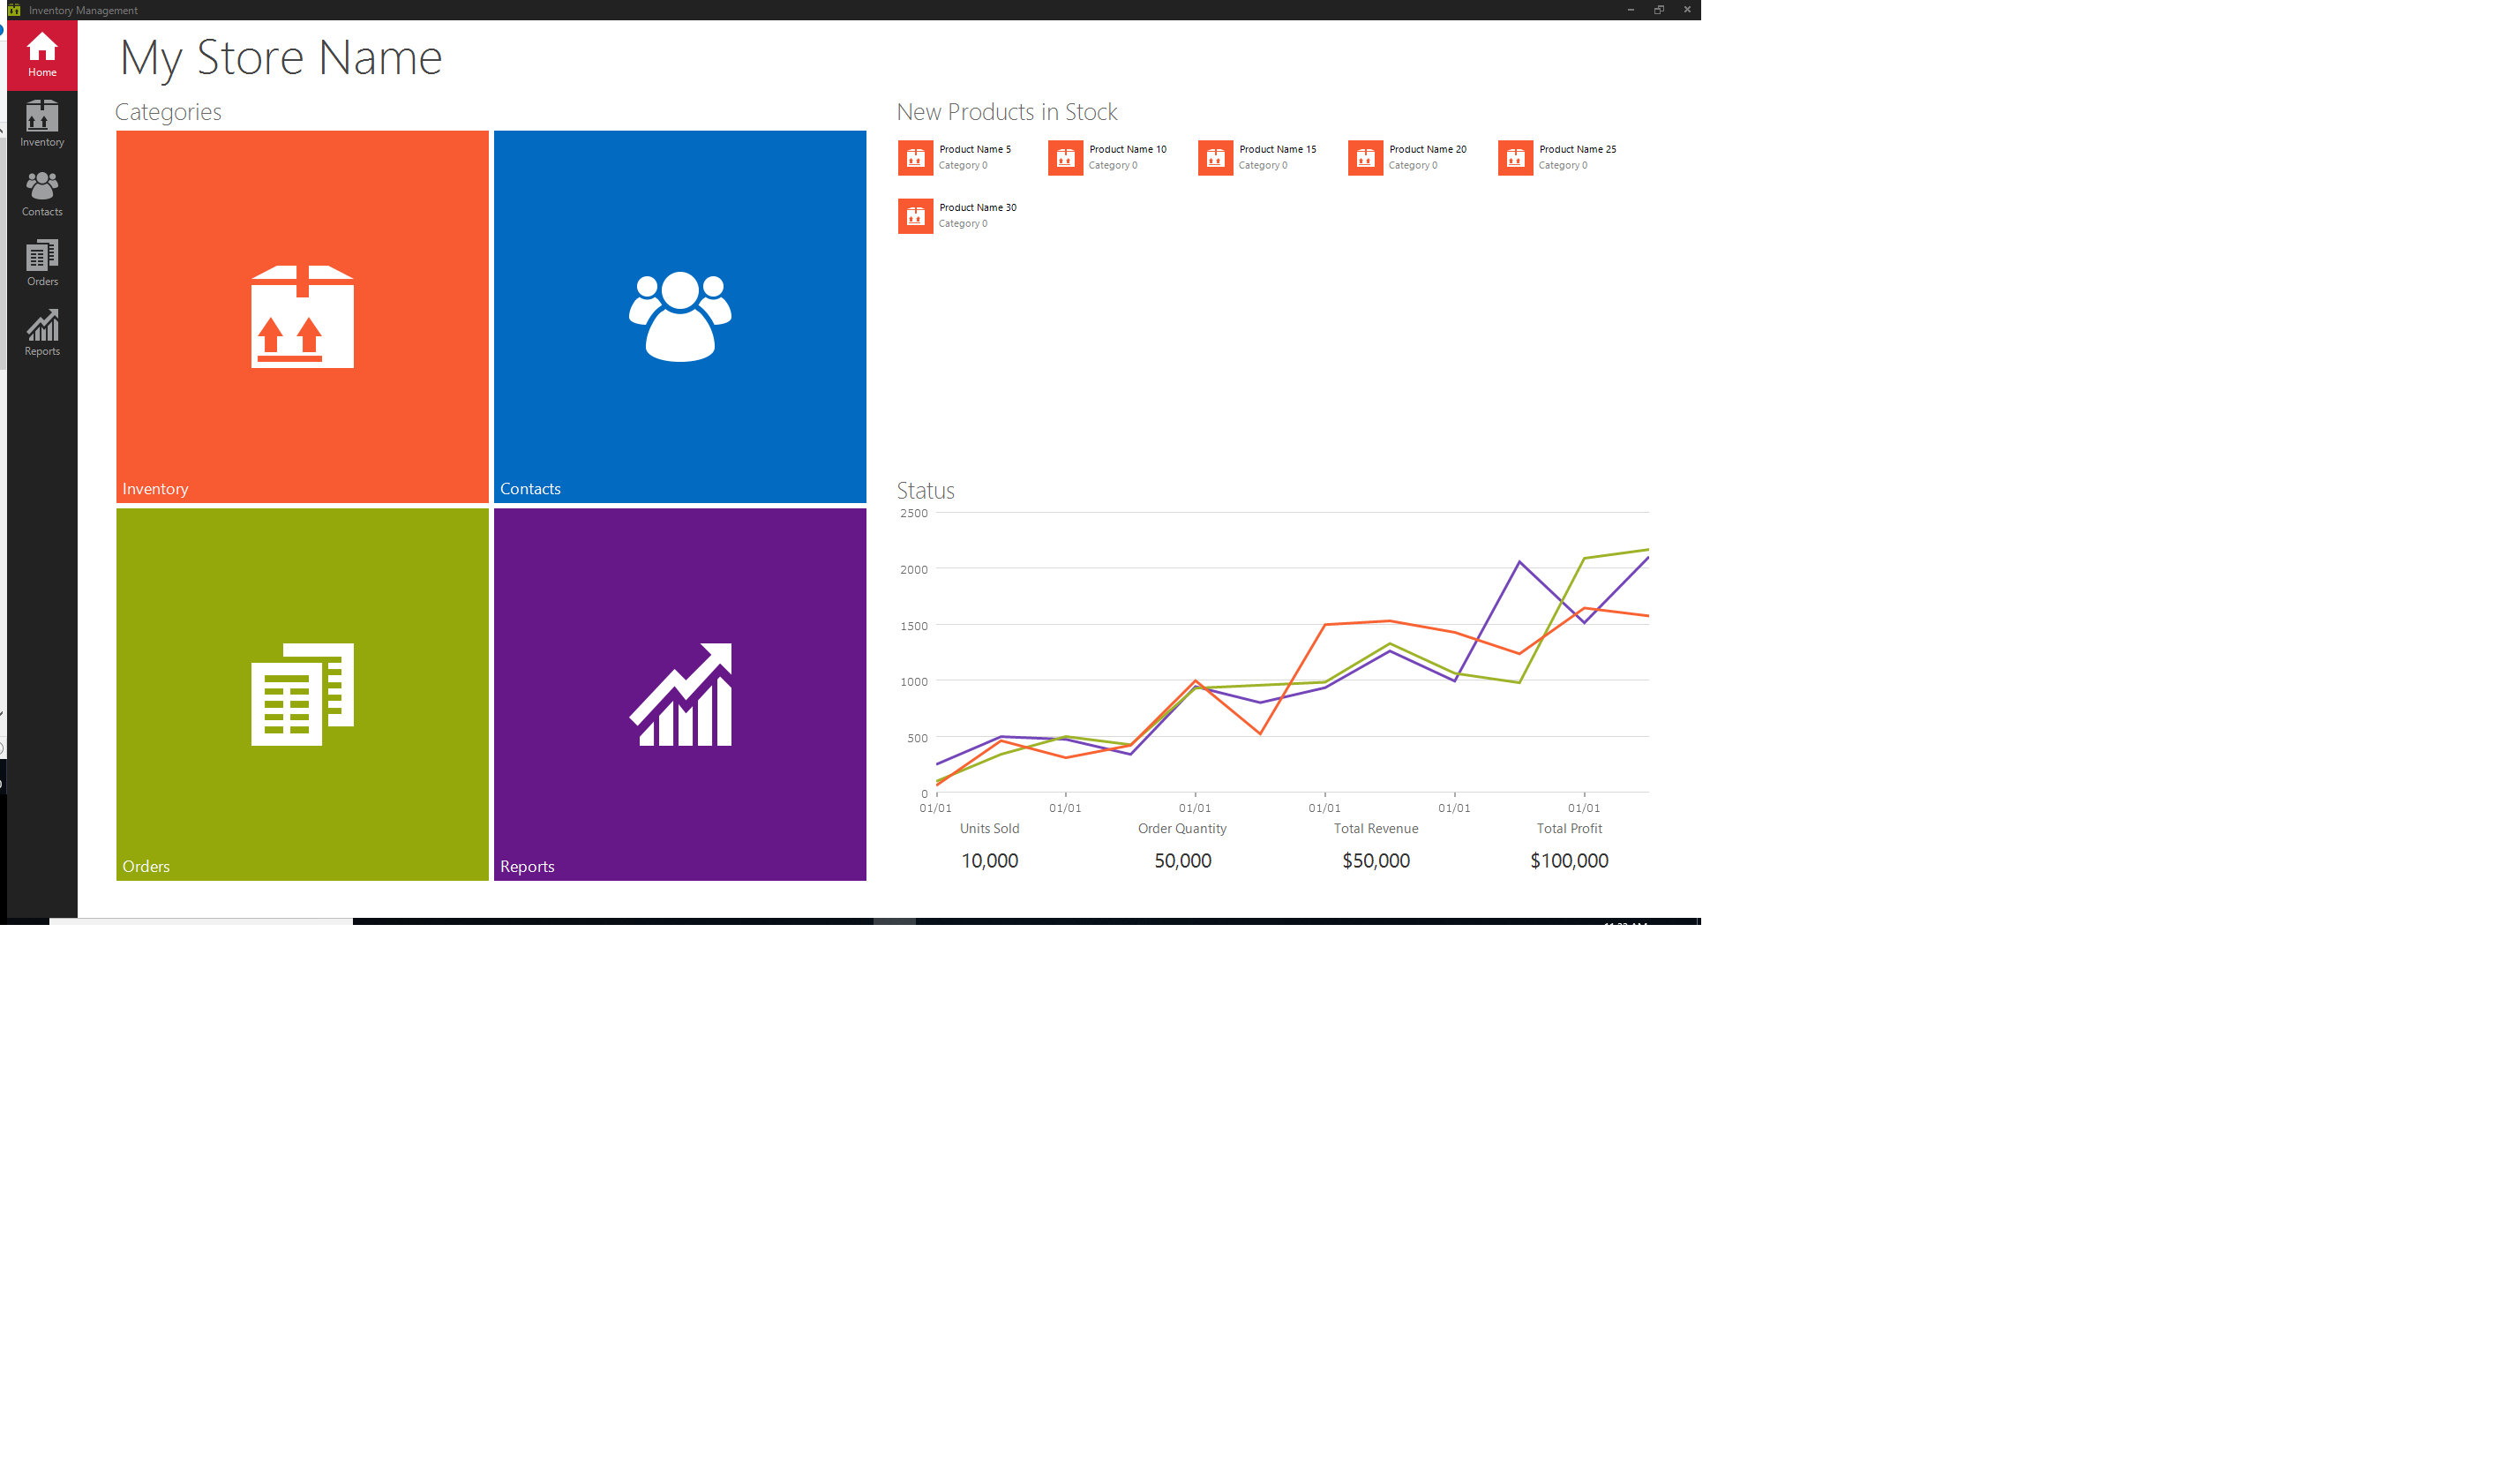 Inventory Management
Home
Inventory
Contacts
Orders
Reports
My Store Name
Categories
Inventory
Contacts
Orders
Reports
New Products in Stock
Product Name 5
Category 0
Product Name 10
Category 0
Product Name 15
Category 0
Product Name 20
Category 0
Product Name 25
Category 0
Product Name 30
Category 0
Status
2500
2000
1500
1000
500
0
01/01 01/01 01/01 01/01 01/01 01/01
Units Sold Order Quantity Total Revenue Total Profit
10,000 50,000 $50,000 $100,000